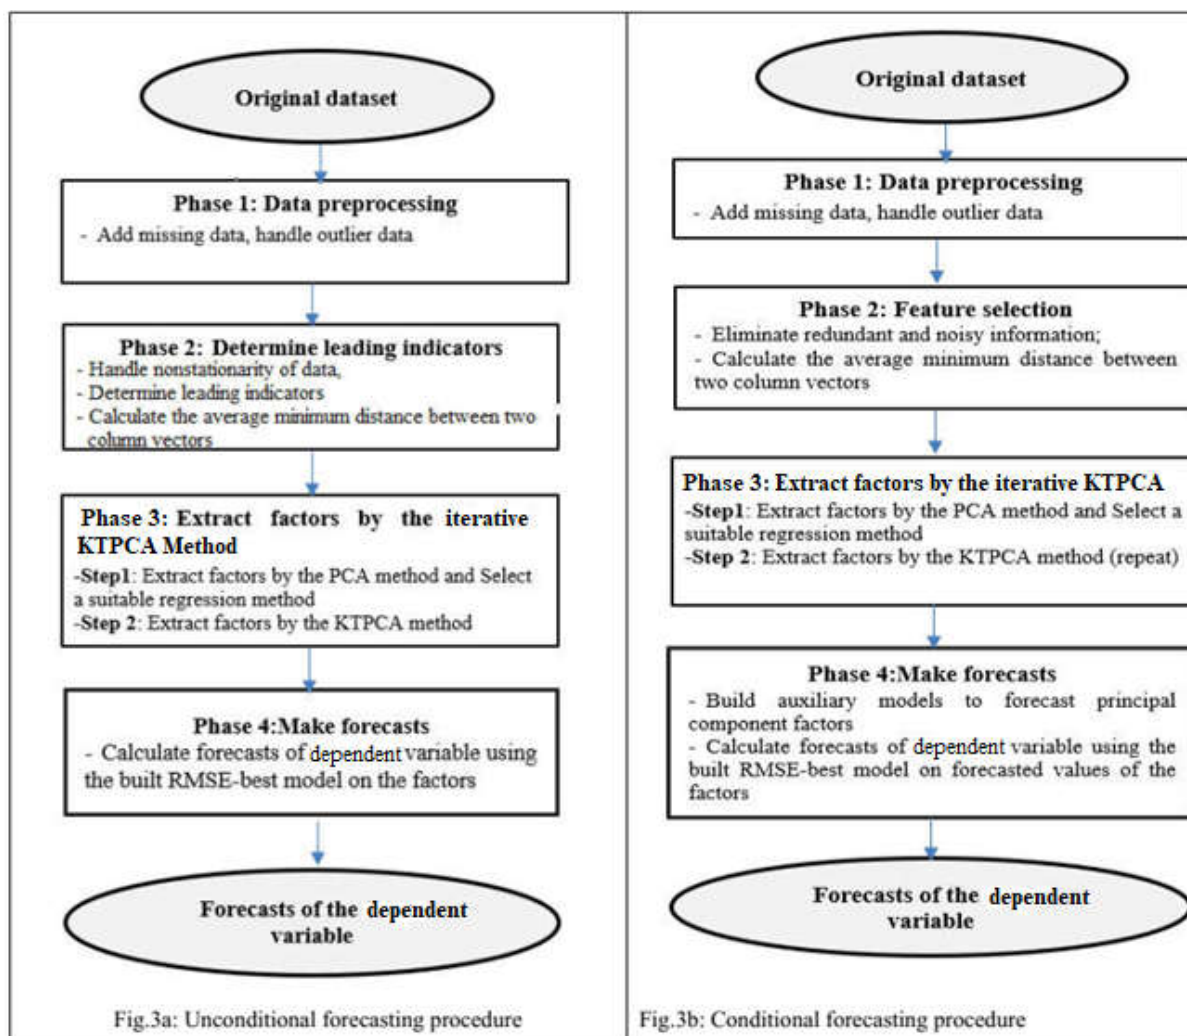 Original dataset
Phase 1: Data preprocessing
- Add missing data, handle outlier data
Phase 2: Determine leading indicators
- Handle nonstationarity of data,
- Determine leading indicators
- Calculate the average minimum distance between two
column vectors
Phase 3: Extract factors by the iterative
KTPCA Method
-Step1: Extract factors by the PCA method and Select
a suitable regression method
-Step 2: Extract factors by the KTPCA method
Phase 4:Make forecasts
- Calculate forecasts of dependent variable using
the built RMSE-best model on the factors
Forecasts of the dependent
variable
Fig.3a: Unconditional forecasting procedure
Original dataset
Phase 1: Data preprocessing
- Add missing data, handle outlier data
Phase 2: Feature selection
- Eliminate redundant and noisy information;
- Calculate the average minimum distance between
two column vectors
Phase 3: Extract factors by the iterative KTPCA
-Step1: Extract factors by the PCA method and Select a
suitable regression method
-Step 2: Extract factors by the KTPCA method (repeat)
Phase 4:Make forecasts
- Build auxiliary models to forecast principal
component factors
- Calculate forecasts of dependent variable using the
built RMSE-best model on forecasted values of the
factors
Forecasts of the dependent
variable
Fig.3b: Conditional forecasting procedure